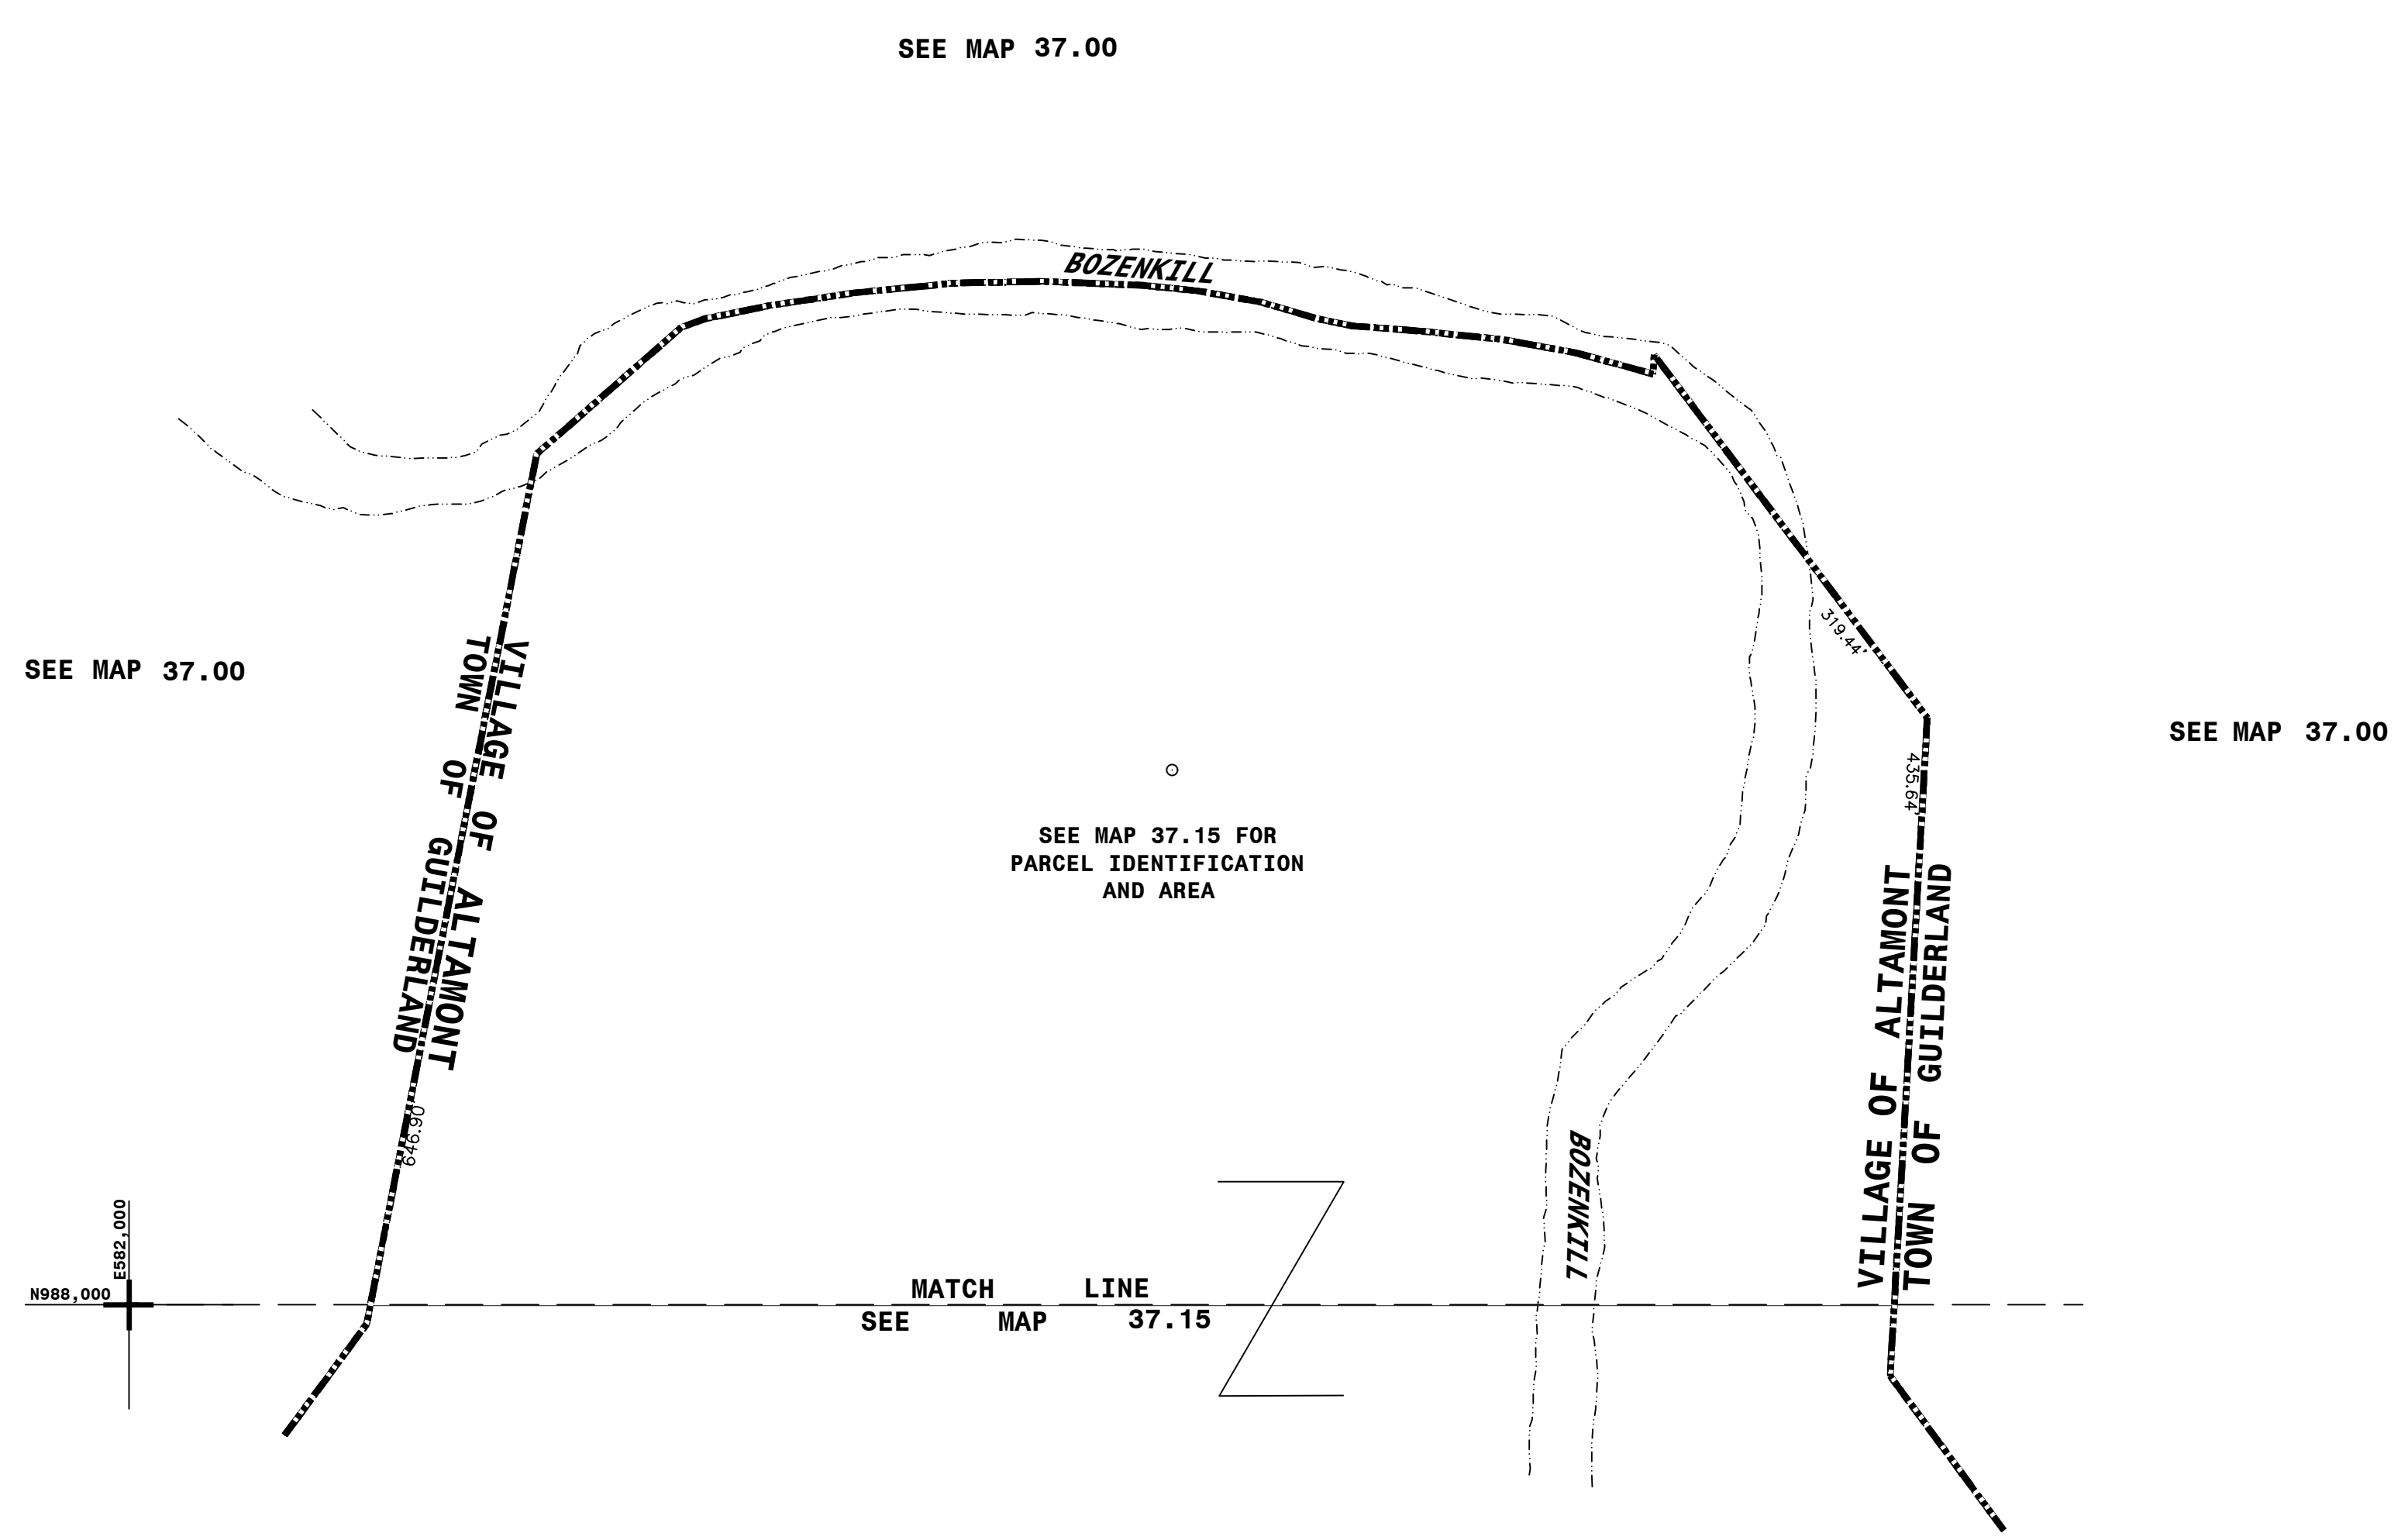 SEE MAP 37.00
BOZENKILL
319.44'
SEE MAP 37.00
VILLAGE OF ALTAMONT
TOWN OF GUILDERLAND
SEE MAP 37.00
435.64'
SEE MAP 37.15 FOR
PARCEL IDENTIFICATION
AND AREA
VILLAGE OF ALTAMONT
TOWN OF GUILDERLAND
646.90'
BOZENKILL
E582,000
N988,000
MATCH LINE
SEE MAP 37.15